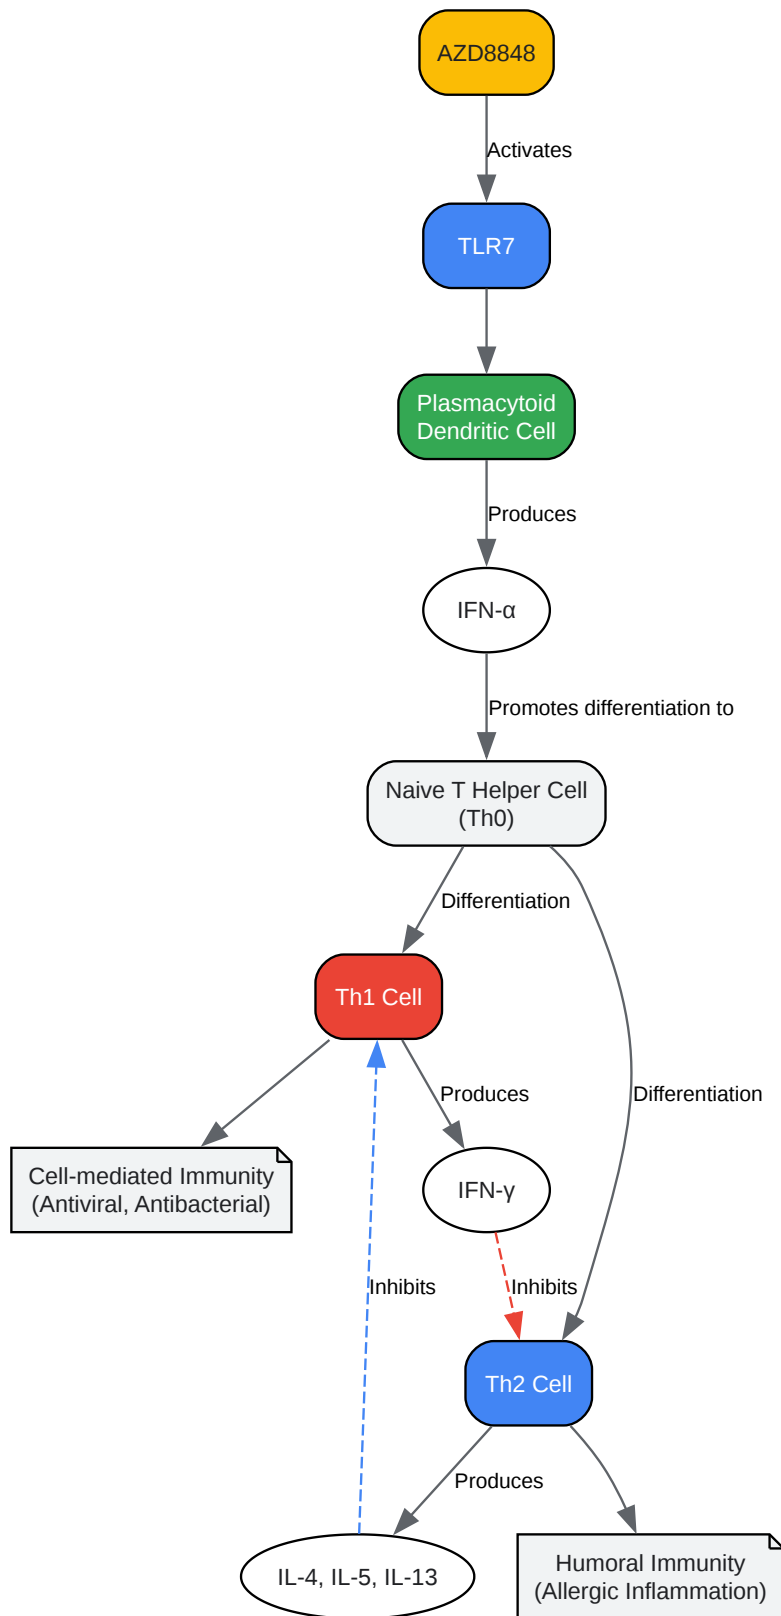 AZD8848
Activates
TLR7
Plasmacytoid
Dendritic Cell
Produces
IFN-α
Promotes differentiation to
Naive T Helper Cell
(Th0)
Differentiation
Th1 Cell
Produces
Differentiation
Cell-mediated Immunity
(Antiviral, Antibacterial)
IFN-γ
Inhibits
Inhibits
Th2 Cell
Produces
IL-4, IL-5, IL-13
Humoral Immunity
(Allergic Inflammation)